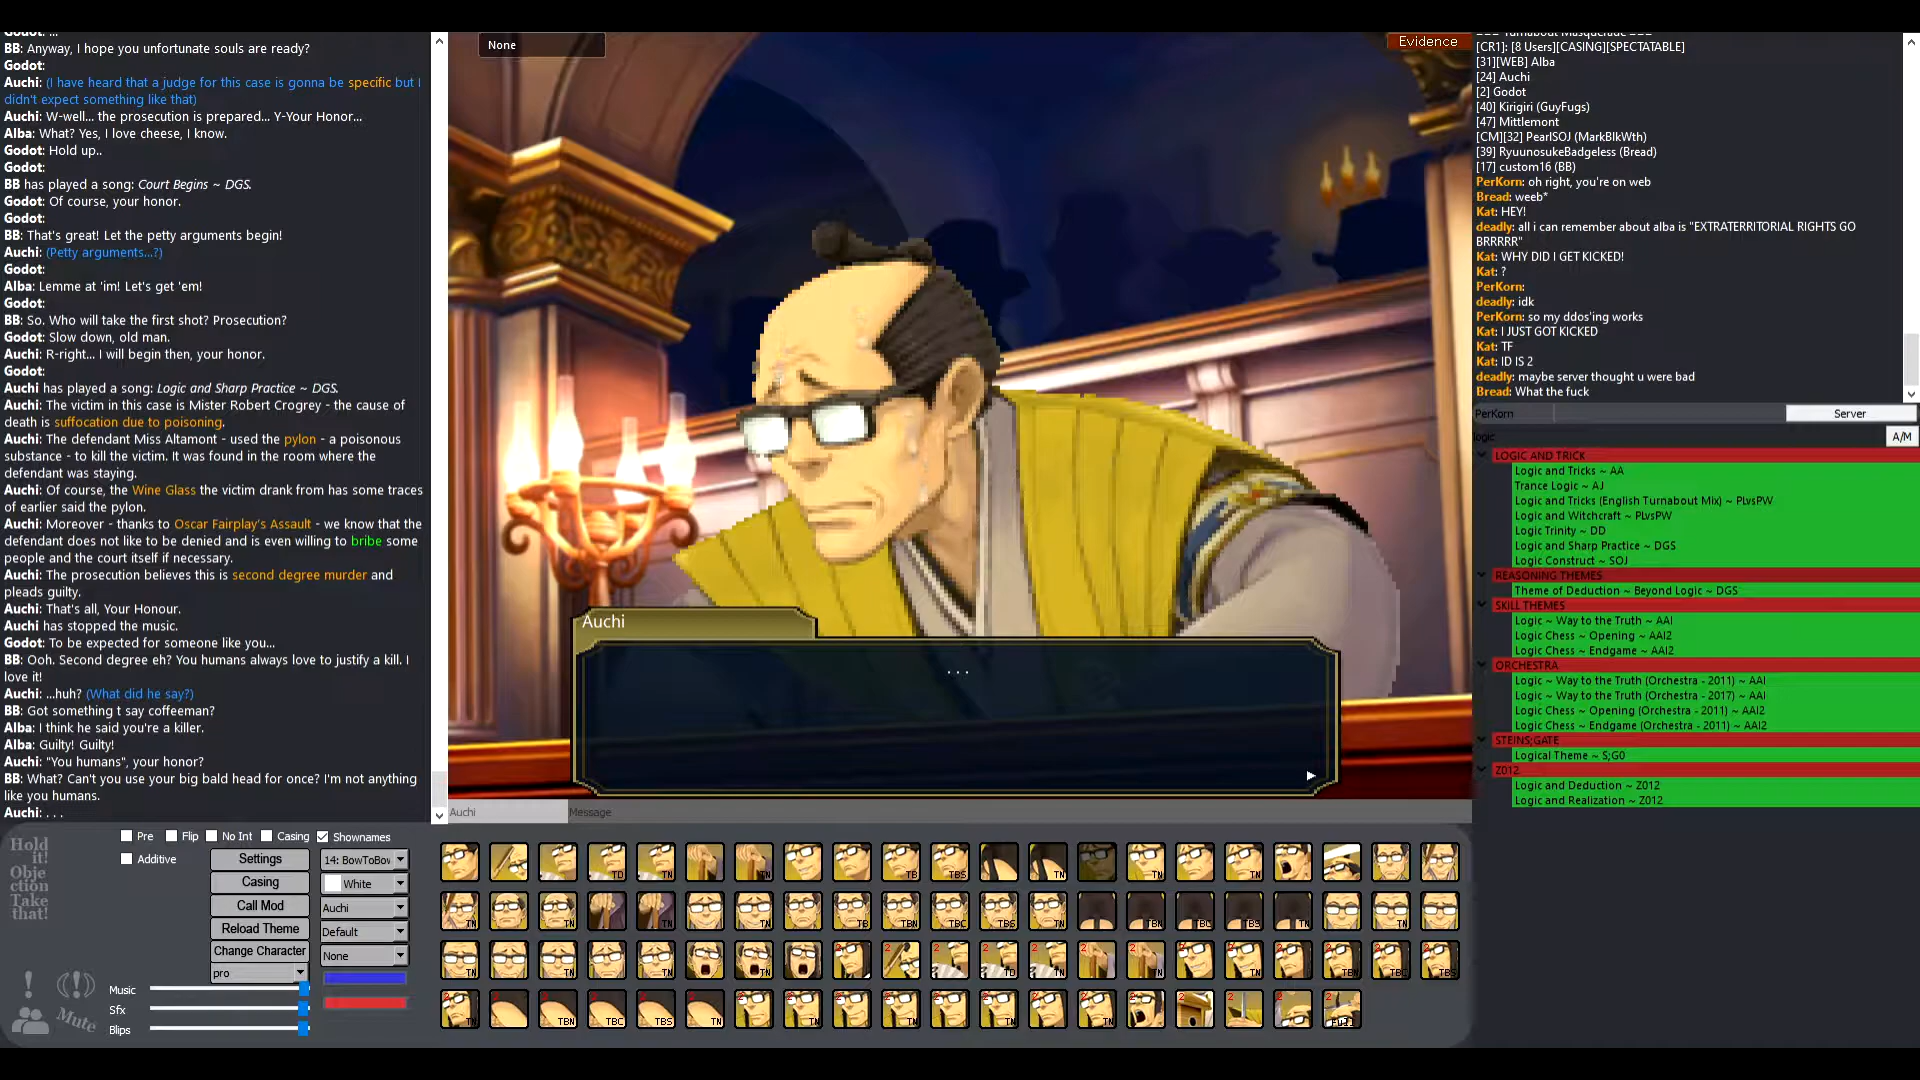 Godot: ...
BB: Anyway, I hope you unfortunate souls are ready?
Godot:
Auchi: (I have heard that a judge for this case is gonna be specific but I
didn't expect something like that)
Auchi: W-well... the prosecution is prepared... Y-Your Honor...
Alba: What? Yes, I love cheese, I know.
Godot: Hold up..
Godot:
BB has played a song: Court Begins ~ DGS.
Godot: Of course, your honor.
Godot:
BB: That's great! Let the petty arguments begin!
Auchi: (Petty arguments...?)
Godot:
Alba: Lemme at 'im! Let's get 'em!
Godot:
BB: So. Who will take the first shot? Prosecution?
Godot: Slow down, old man.
Auchi: R-right... I will begin then, your honor.
Godot:
Auchi has played a song: Logic and Sharp Practice ~ DGS.
Auchi: The victim in this case is Mister Robert Crogrey - the cause of
death is suffocation due to poisoning.
Auchi: The defendant Miss Altamont - used the pylon - a poisonous
substance - to kill the victim. It was found in the room where the
defendant was staying.
Auchi: Of course, the Wine Glass the victim drank from has some traces
of earlier said the pylon.
Auchi: Moreover - thanks to Oscar Fairplay's Assault - we know that the
defendant does not like to be denied and is even willing to bribe some
people and the court itself if necessary.
Auchi: The prosecution believes this is second degree murder and
pleads guilty.
Auchi: That's all, Your Honour.
Auchi has stopped the music.
Godot: To be expected for someone like you...
BB: Ooh. Second degree eh? You humans always love to justify a kill. I
love it!
Auchi: ...huh? (What did he say?)
BB: Got something t say coffeeman?
Alba: I think he said you're a killer.
Alba: Guilty! Guilty!
Auchi: "You humans", your honor?
BB: What? Can't you use your big bald head for once? I'm not anything
like you humans.
Auchi: . . .
None
Evidence
Auchi
. . .
Auchi
Message
=== Turnabout Masquerade ===
[CR1]: [8 Users][CASING][SPECTATABLE]
[31][WEB] Alba
[24] Auchi
[2] Godot
[40] Kirigiri (GuyFugs)
[47] Mittlemont
[CM][32] PearlSOJ (MarkBlkWth)
[39] RyuunosukeBadgeless (Bread)
[17] custom16 (BB)
PerKorn: oh right, you're on web
Bread: weeb*
Kat: HEY!
deadly: all i can remember about alba is "EXTRATERRITORIAL RIGHTS GO
BRRRRR"
Kat: WHY DID I GET KICKED!
Kat: ?
PerKorn:
deadly: idk
PerKorn: so my ddos'ing works
Kat: I JUST GOT KICKED
Kat: TF
Kat: ID IS 2
deadly: maybe server thought u were bad
Bread: What the fuck
PerKorn
Server
logic
A/M
LOGIC AND TRICK
Logic and Tricks ~ AA
Trance Logic ~ AJ
Logic and Tricks (English Turnabout Mix) ~ PLvsPW
Logic and Witchcraft ~ PLvsPW
Logic Trinity ~ DD
Logic and Sharp Practice ~ DGS
Logic Construct ~ SOJ
REASONING THEMES
Theme of Deduction ~ Beyond Logic ~ DGS
SKILL THEMES
Logic ~ Way to the Truth ~ AAI
Logic Chess ~ Opening ~ AAI2
Logic Chess ~ Endgame ~ AAI2
ORCHESTRA
Logic ~ Way to the Truth (Orchestra - 2011) ~ AAI
Logic ~ Way to the Truth (Orchestra - 2017) ~ AAI
Logic Chess ~ Opening (Orchestra - 2011) ~ AAI2
Logic Chess ~ Endgame (Orchestra - 2011) ~ AAI2
STEINS;GATE
Logical Theme ~ S;G0
Z012
Logic and Deduction ~ Z012
Logic and Realization ~ Z012
Hold it!
Objection
Take that!
Pre
Flip
No Int
Casing
Shownames
Additive
Settings
Casing
Call Mod
Reload Theme
Change Character
pro
14: BowToBow
White
Auchi
Default
None
Music
Sfx
Blips
Mute